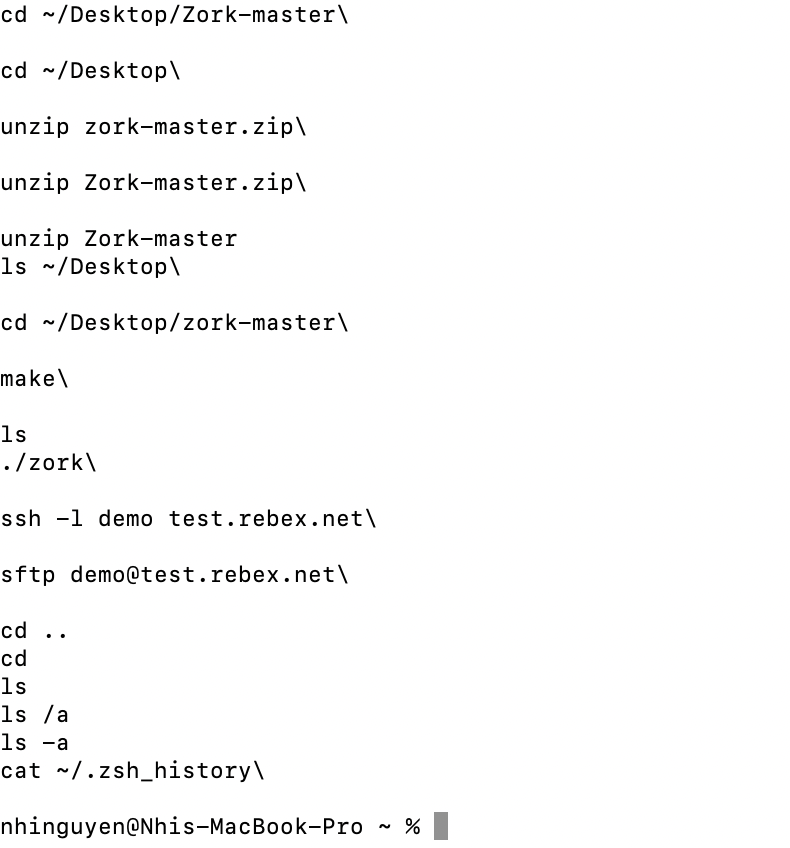 cd ~/Desktop/Zork-master\
cd ~/Desktop\
unzip zork-master.zip\
unzip Zork-master.zip\
unzip Zork-master
ls ~/Desktop\
cd ~/Desktop/zork-master\
make\
ls
./zork\
ssh -l demo test.rebex.net\
sftp demo@test.rebex.net\
cd ..
cd
ls
ls /a
ls -a
cat ~/.zsh_history\
nhinguyen@Nhis-MacBook-Pro ~ %